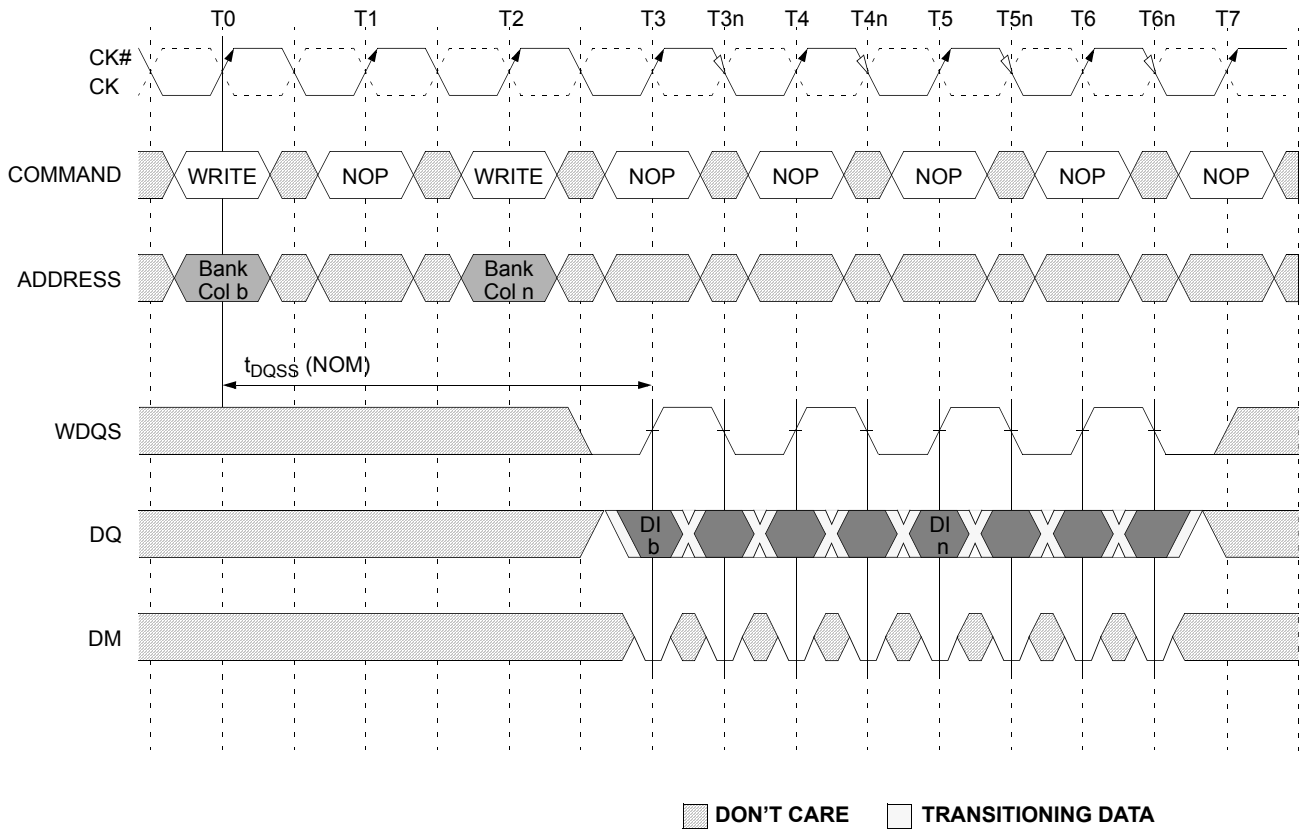 T0 T1 T2 T3 T3n T4 T4n T5 T5n T6 T6n T7
CK#
CK
COMMAND WRITE NOP WRITE NOP NOP NOP NOP NOP
ADDRESS Bank Col b Bank Col n
tDQSS (NOM)
WDQS
DQ DI b DI n
DM
DON'T CARE TRANSITIONING DATA